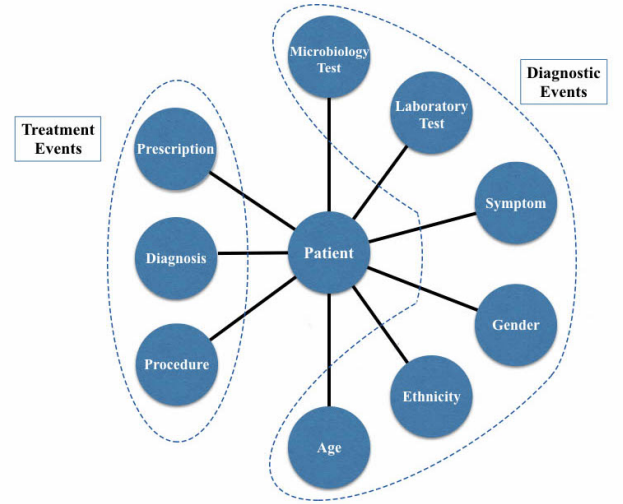 Microbiology
Test
Laboratory
Test
Diagnostic
Events
Treatment
Events
Prescription
Symptom
Patient
Diagnosis
Gender
Procedure
Ethnicity
Age